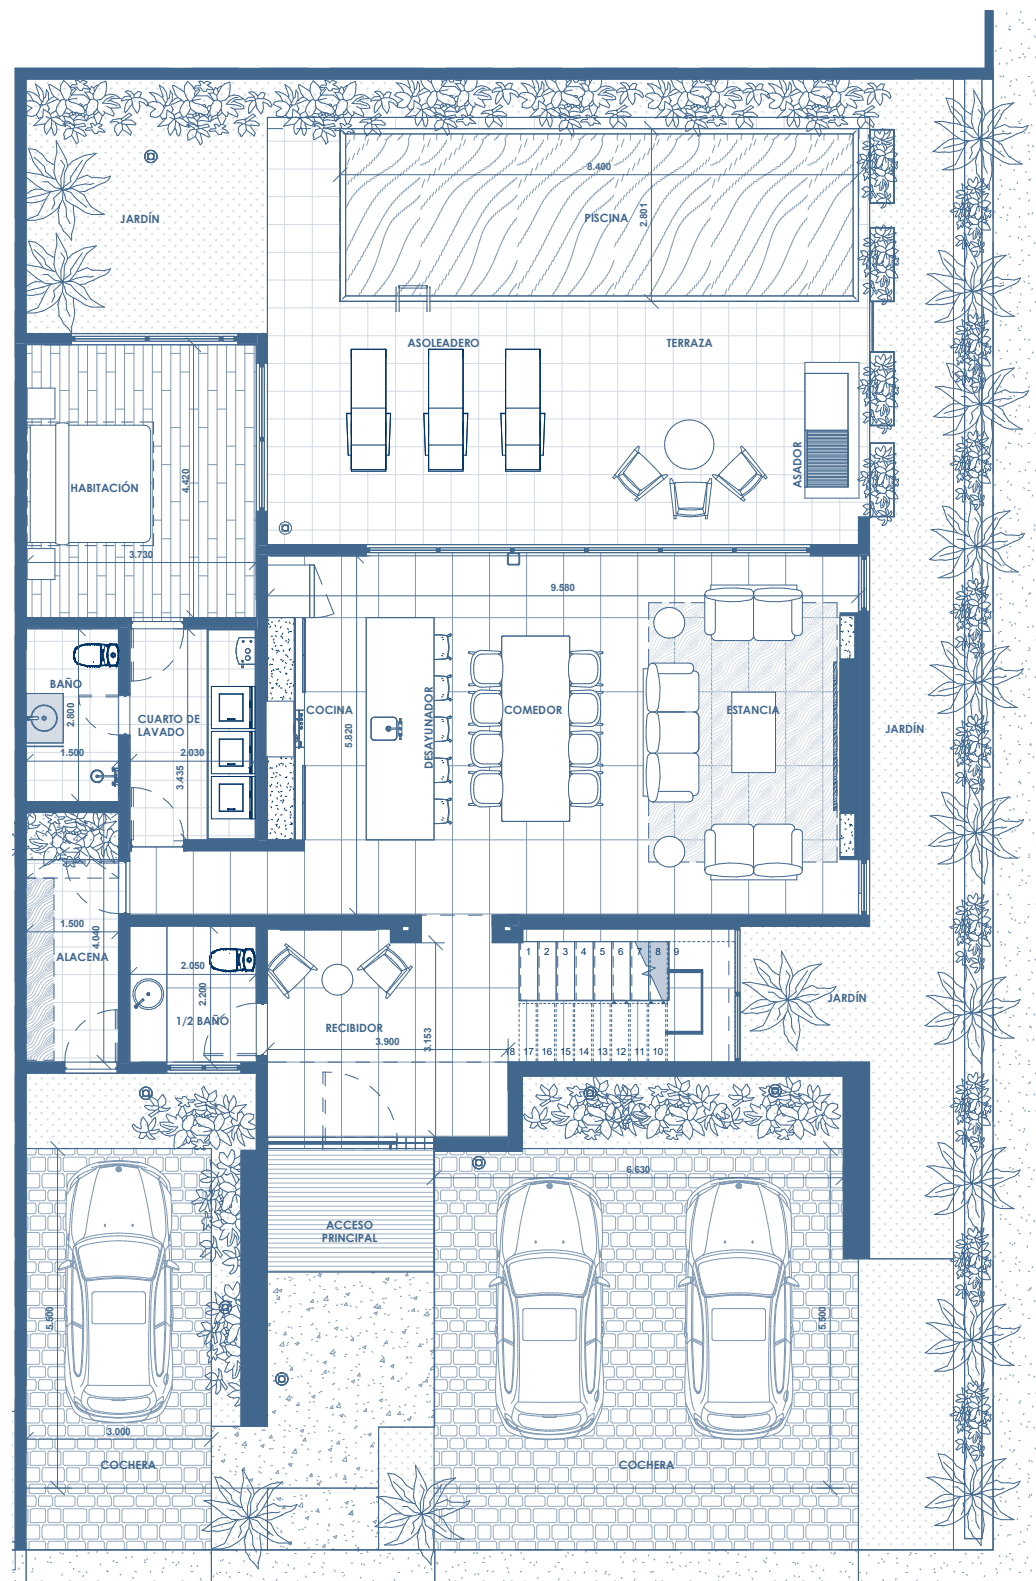 8.400
JARDÍN
PISCINA
2.801
ASOLEADERO
TERRAZA
ASADOR
HABITACIÓN
4.420
3.730
9.580
BAÑO
2.800
1.500
CUARTO DE
LAVADO
2.030
3.435
COCINA
5.820
DESAYUNADOR
COMEDOR
ESTANCIA
JARDÍN
1.500
4.040
ALACENA
2.050
2.200
1/2 BAÑO
RECIBIDOR
3.900
3.153
1 2 3 4 5 6 7 8 9
18 17 16 15 14 13 12 11 10
JARDÍN
6.630
ACCESO
PRINCIPAL
5.500
5.500
3.000
COCHERA
COCHERA